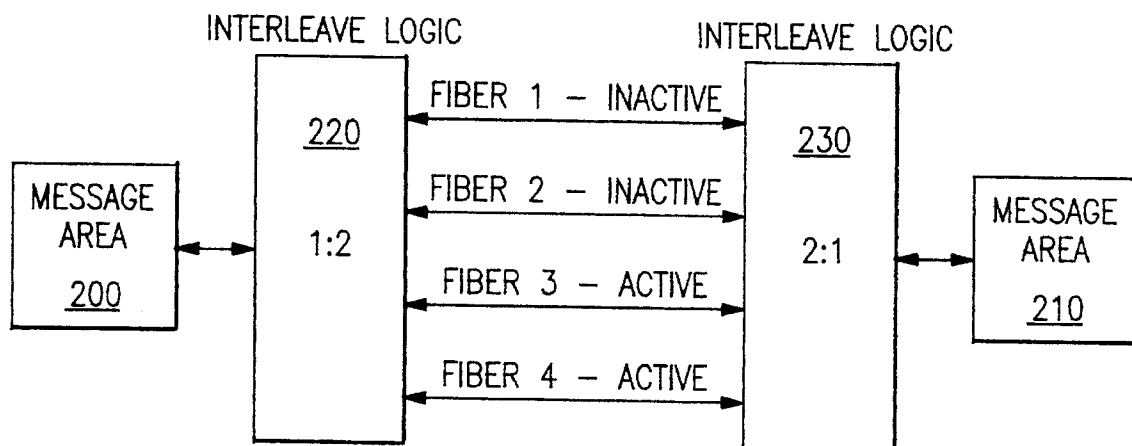 INTERLEAVE LOGIC
INTERLEAVE LOGIC
FIBER 1 – INACTIVE
220
230
FIBER 2 – INACTIVE
MESSAGE
AREA
200
MESSAGE
AREA
210
1:2
2:1
FIBER 3 – ACTIVE
FIBER 4 – ACTIVE